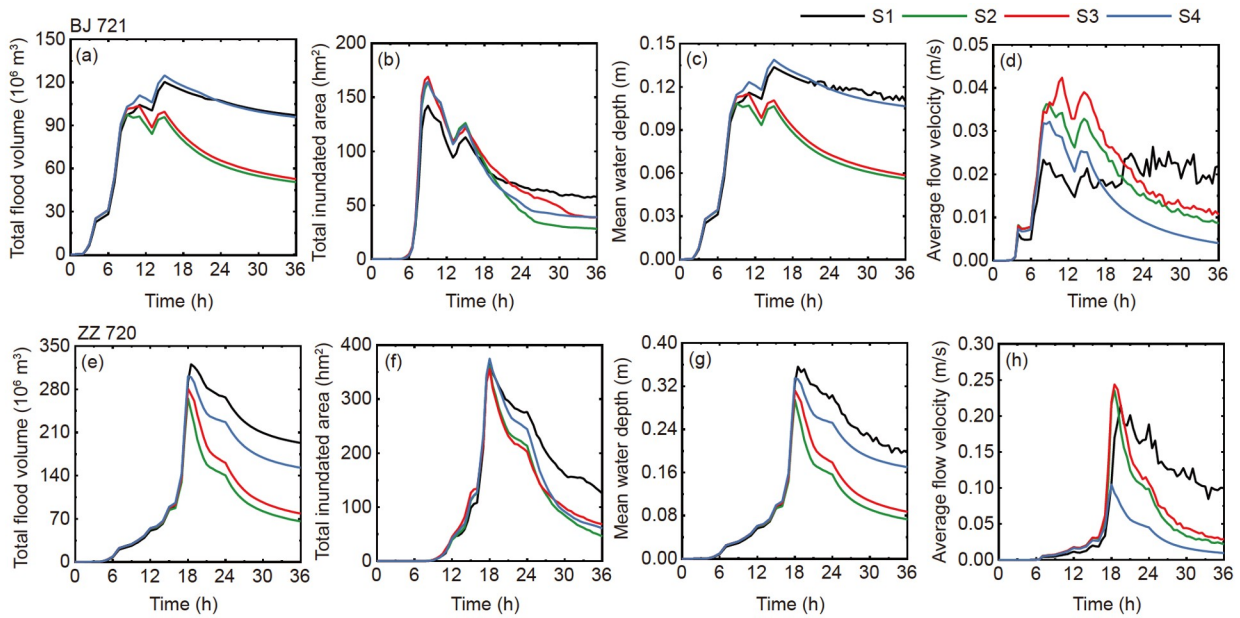 S1 S2 S3 S4
BJ 721
(a) (b) (c) (d)
Total flood volume (10⁶ m³) Total inundated area (hm²) Mean water depth (m) Average flow velocity (m/s)
150 120 90 60 30 0
200 150 100 50 0
0.15 0.12 0.09 0.06 0.03 0.00
0.05 0.04 0.03 0.02 0.01 0.00
0 6 12 18 24 30 36 0 6 12 18 24 30 36 0 6 12 18 24 30 36 0 6 12 18 24 30 36
Time (h) Time (h) Time (h) Time (h)
ZZ 720
(e) (f) (g) (h)
Total flood volume (10⁶ m³) Total inundated area (hm²) Mean water depth (m) Average flow velocity (m/s)
350 280 210 140 70 0
400 300 200 100 0
0.40 0.32 0.24 0.16 0.08 0.00
0.30 0.25 0.20 0.15 0.10 0.05 0.00
0 6 12 18 24 30 36 0 6 12 18 24 30 36 0 6 12 18 24 30 36 0 6 12 18 24 30 36
Time (h) Time (h) Time (h) Time (h)